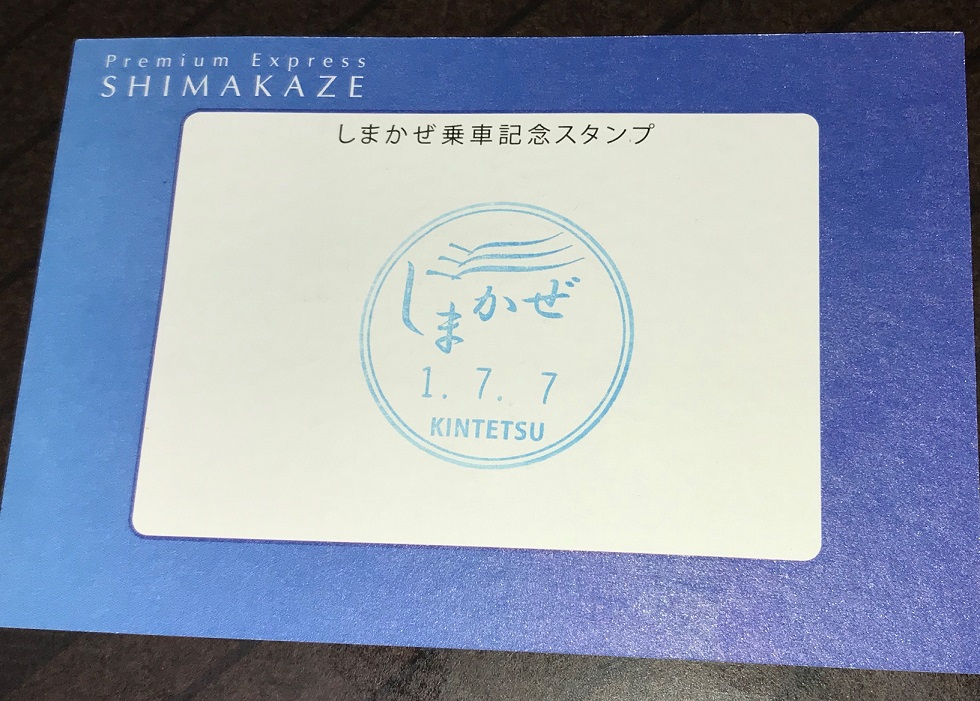 Premium Express
SHIMAKAZE
しまかぜ乗車記念スタンプ
しまかぜ
1. 7. 7
KINTETSU